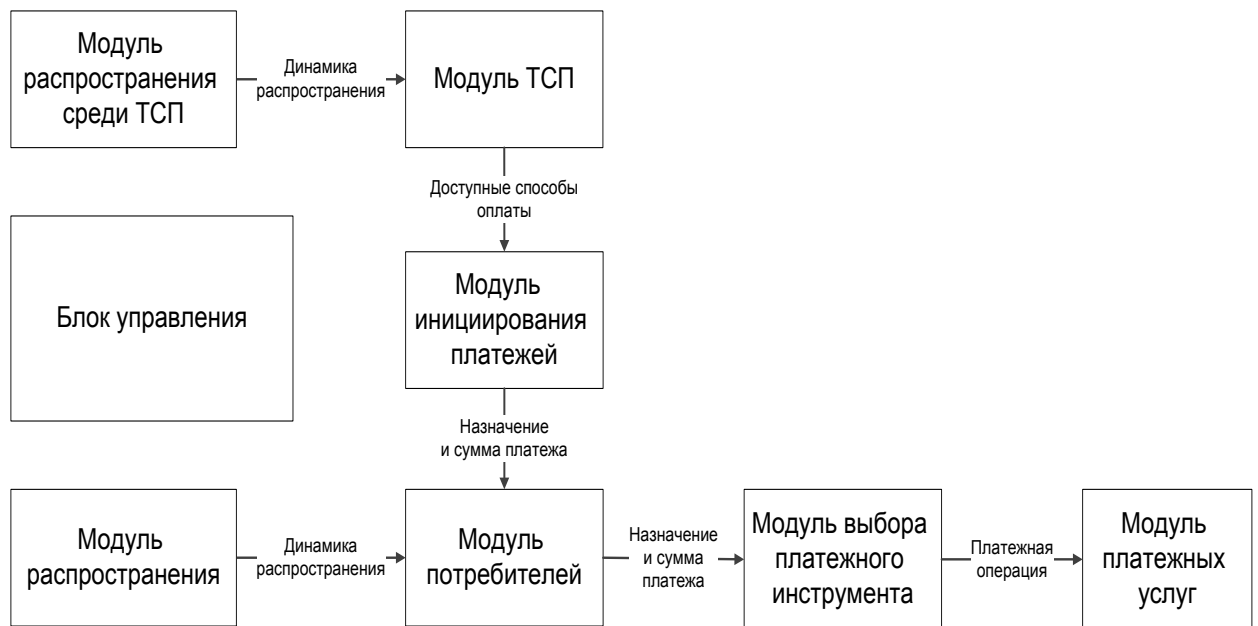 Модуль
распространения
среди ТСП
Динамика
распространения
Модуль ТСП
Доступные способы
оплаты
Блок управления
Модуль
инициирования
платежей
Назначение
и сумма платежа
Модуль
распространения
Динамика
распространения
Модуль
потребителей
Назначение
и сумма
платежа
Модуль выбора
платежного
инструмента
Платежная
операция
Модуль
платежных
услуг